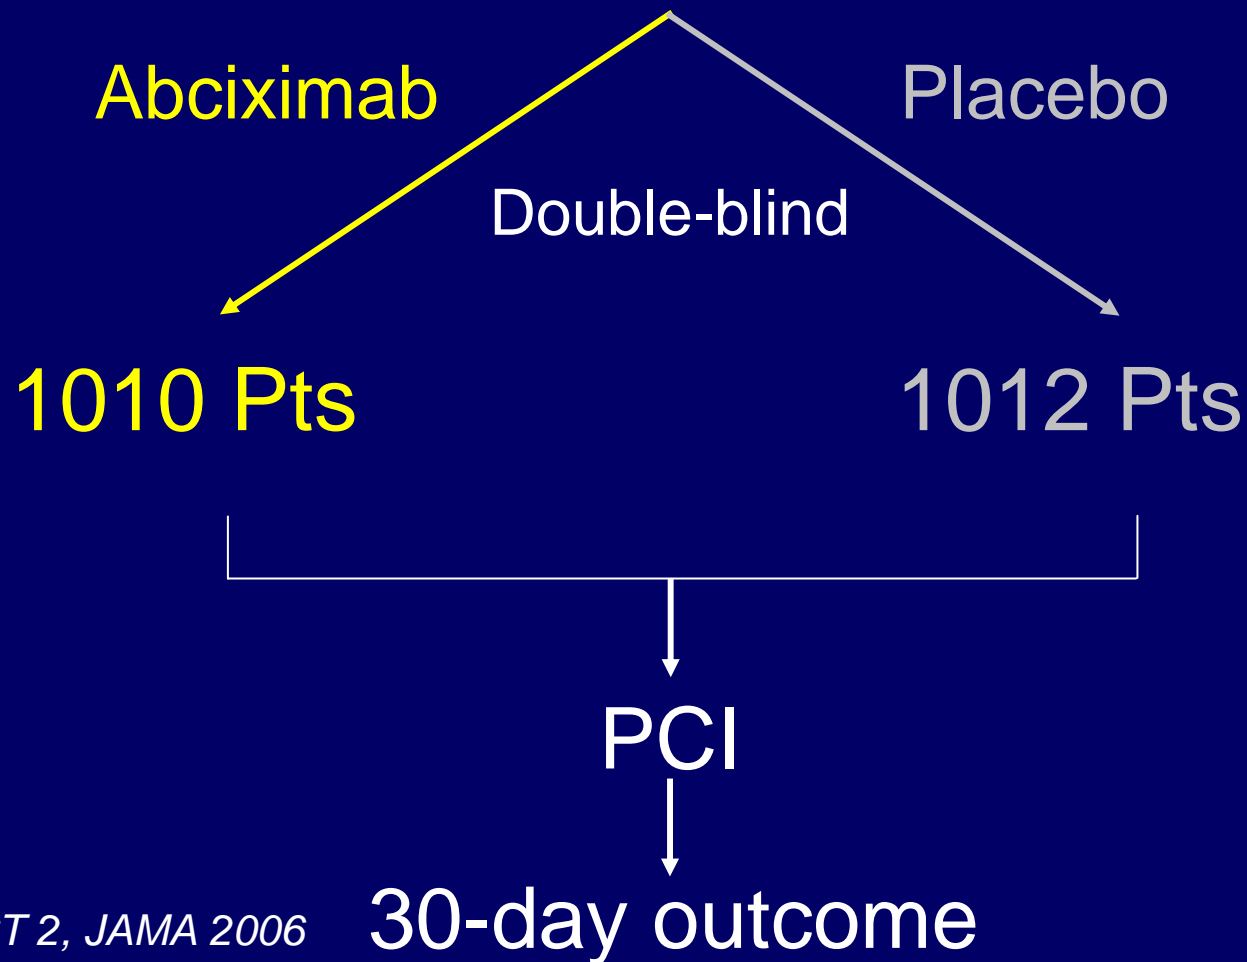 Abciximab Placebo
Double-blind
1010 Pts 1012 Pts
PCI
T 2, JAMA 2006 30-day outcome